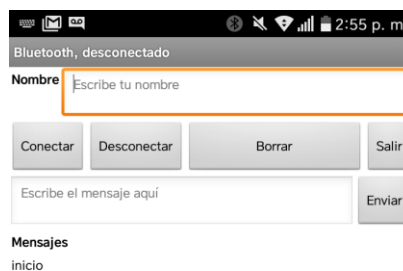 2:55 p. m
Bluetooth, desconectado
Nombre Escribe tu nombre
Conectar Desconectar Borrar Salir
Escribe el mensaje aquí Enviar
Mensajes
inicio